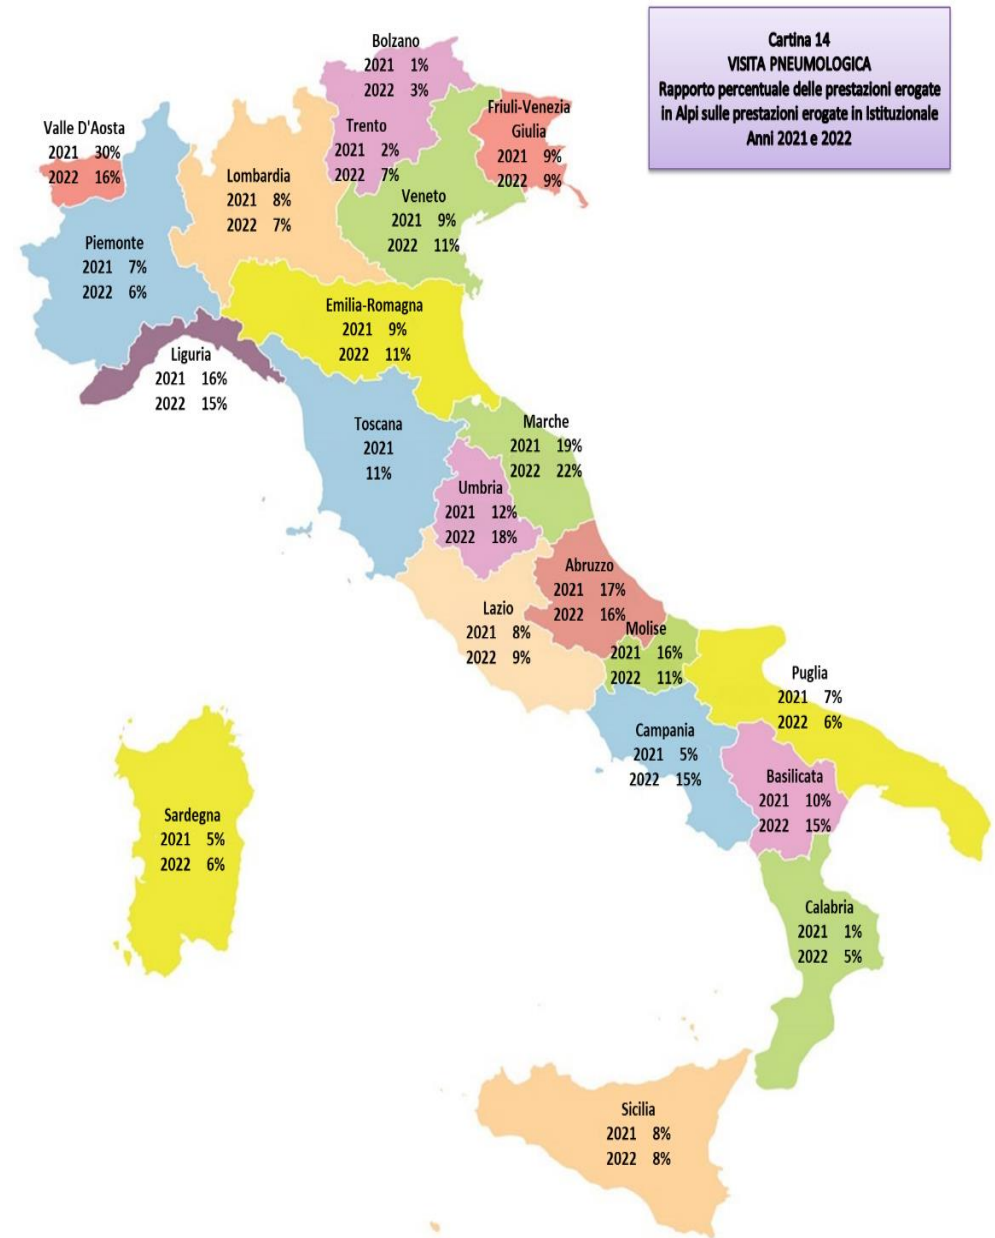 Cartina 14
VISITA PNEUMOLOGICA
Rapporto percentuale delle prestazioni erogate
in Alpi sulle prestazioni erogate in Istituzionale
Anni 2021 e 2022
Bolzano
2021 1%
2022 3%
Trento
2021 2%
2022 7%
Friuli-Venezia
Giulia
2021 9%
2022 9%
Valle D'Aosta
2021 30%
2022 16%
Lombardia
2021 8%
2022 7%
Veneto
2021 9%
2022 11%
Piemonte
2021 7%
2022 6%
Emilia-Romagna
2021 9%
2022 11%
Liguria
2021 16%
2022 15%
Toscana
2021
11%
Marche
2021 19%
2022 22%
Umbria
2021 12%
2022 18%
Abruzzo
2021 17%
2022 16%
Lazio
2021 8%
2022 9%
Molise
2021 16%
2022 11%
Puglia
2021 7%
2022 6%
Campania
2021 5%
2022 15%
Basilicata
2021 10%
2022 15%
Sardegna
2021 5%
2022 6%
Calabria
2021 1%
2022 5%
Sicilia
2021 8%
2022 8%